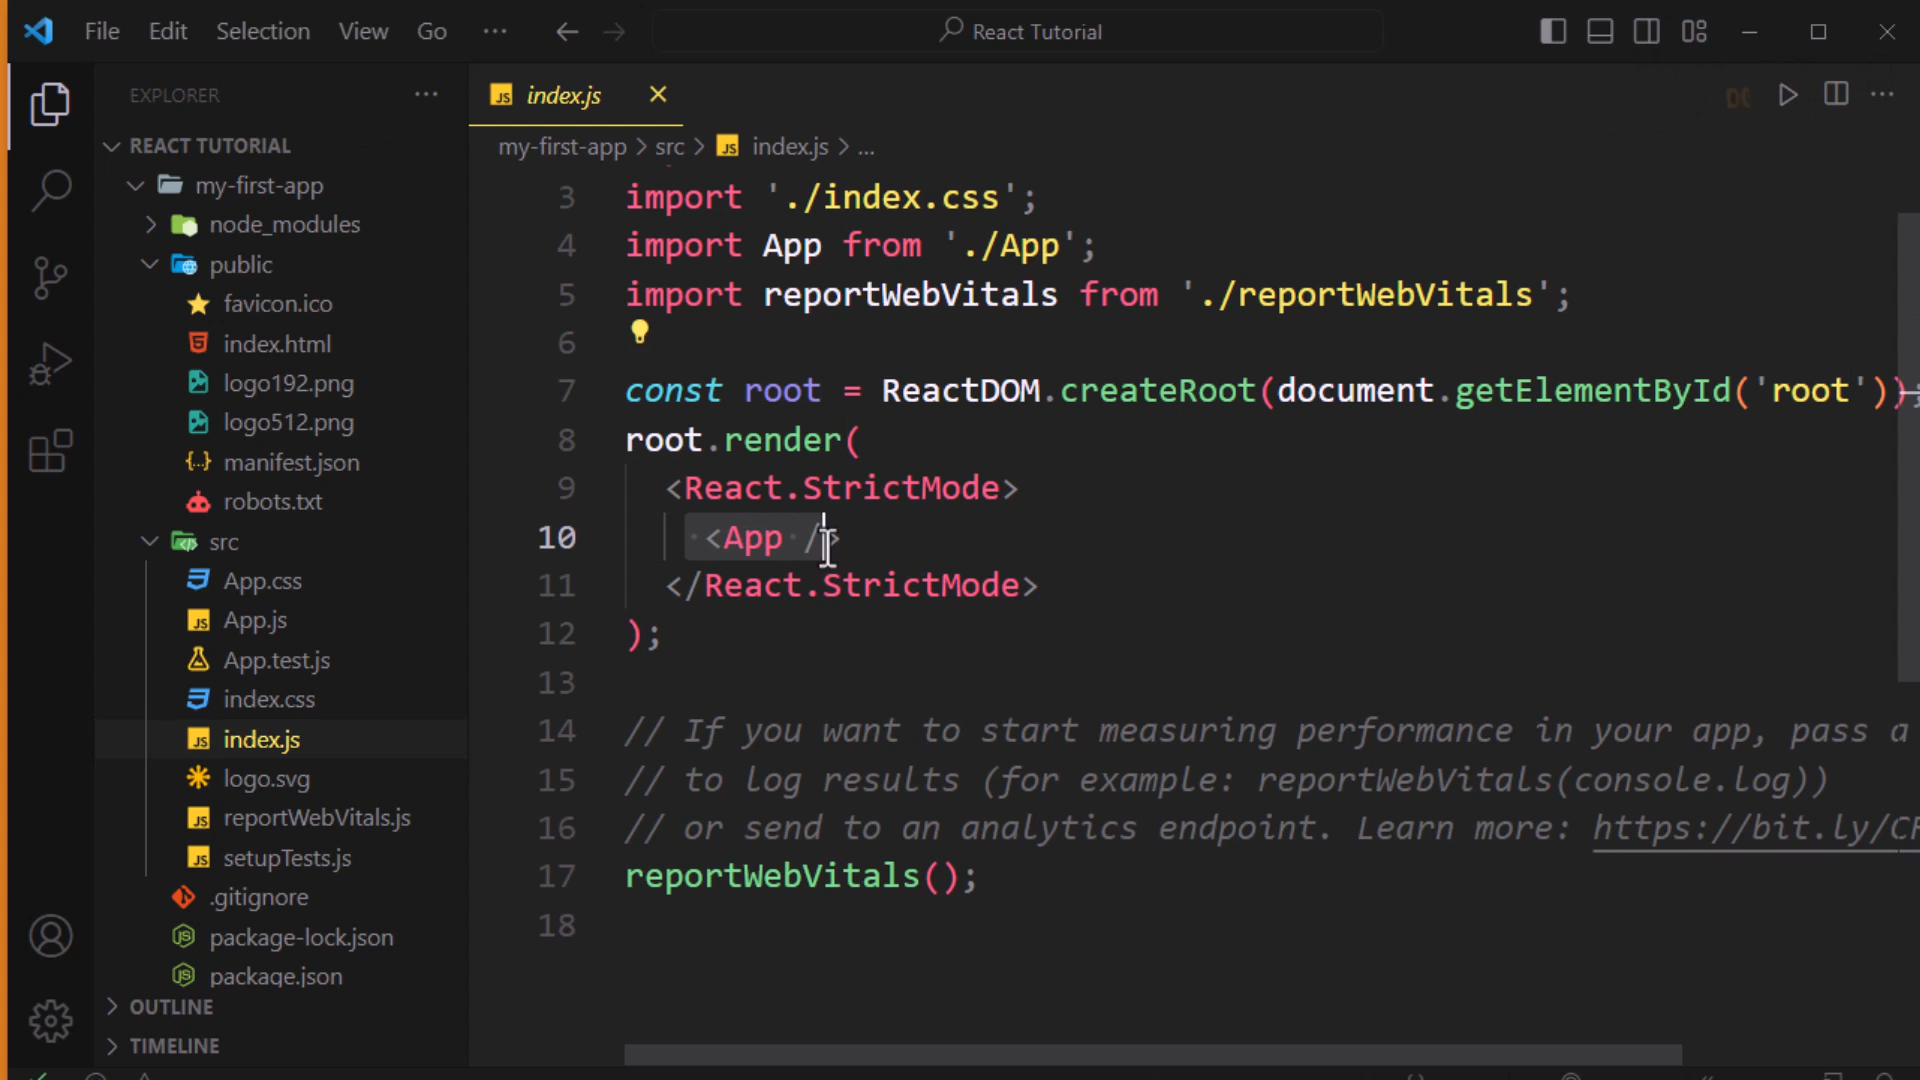 File Edit Selection View Go ··· React Tutorial
EXPLORER ···
REACT TUTORIAL
my-first-app
node_modules
public
favicon.ico
index.html
logo192.png
logo512.png
manifest.json
robots.txt
src
App.css
App.js
App.test.js
index.css
index.js
logo.svg
reportWebVitals.js
setupTests.js
.gitignore
package-lock.json
package.json
OUTLINE
TIMELINE
JS index.js
my-first-app > src > JS index.js > ...
3 import './index.css';
4 import App from './App';
5 import reportWebVitals from './reportWebVitals';
6
7 const root = ReactDOM.createRoot(document.getElementById('root'));
8 root.render(
9 <React.StrictMode>
10 <App />
11 </React.StrictMode>
12 );
13
14 // If you want to start measuring performance in your app, pass a
15 // to log results (for example: reportWebVitals(console.log))
16 // or send to an analytics endpoint. Learn more: https://bit.ly/CR
17 reportWebVitals();
18